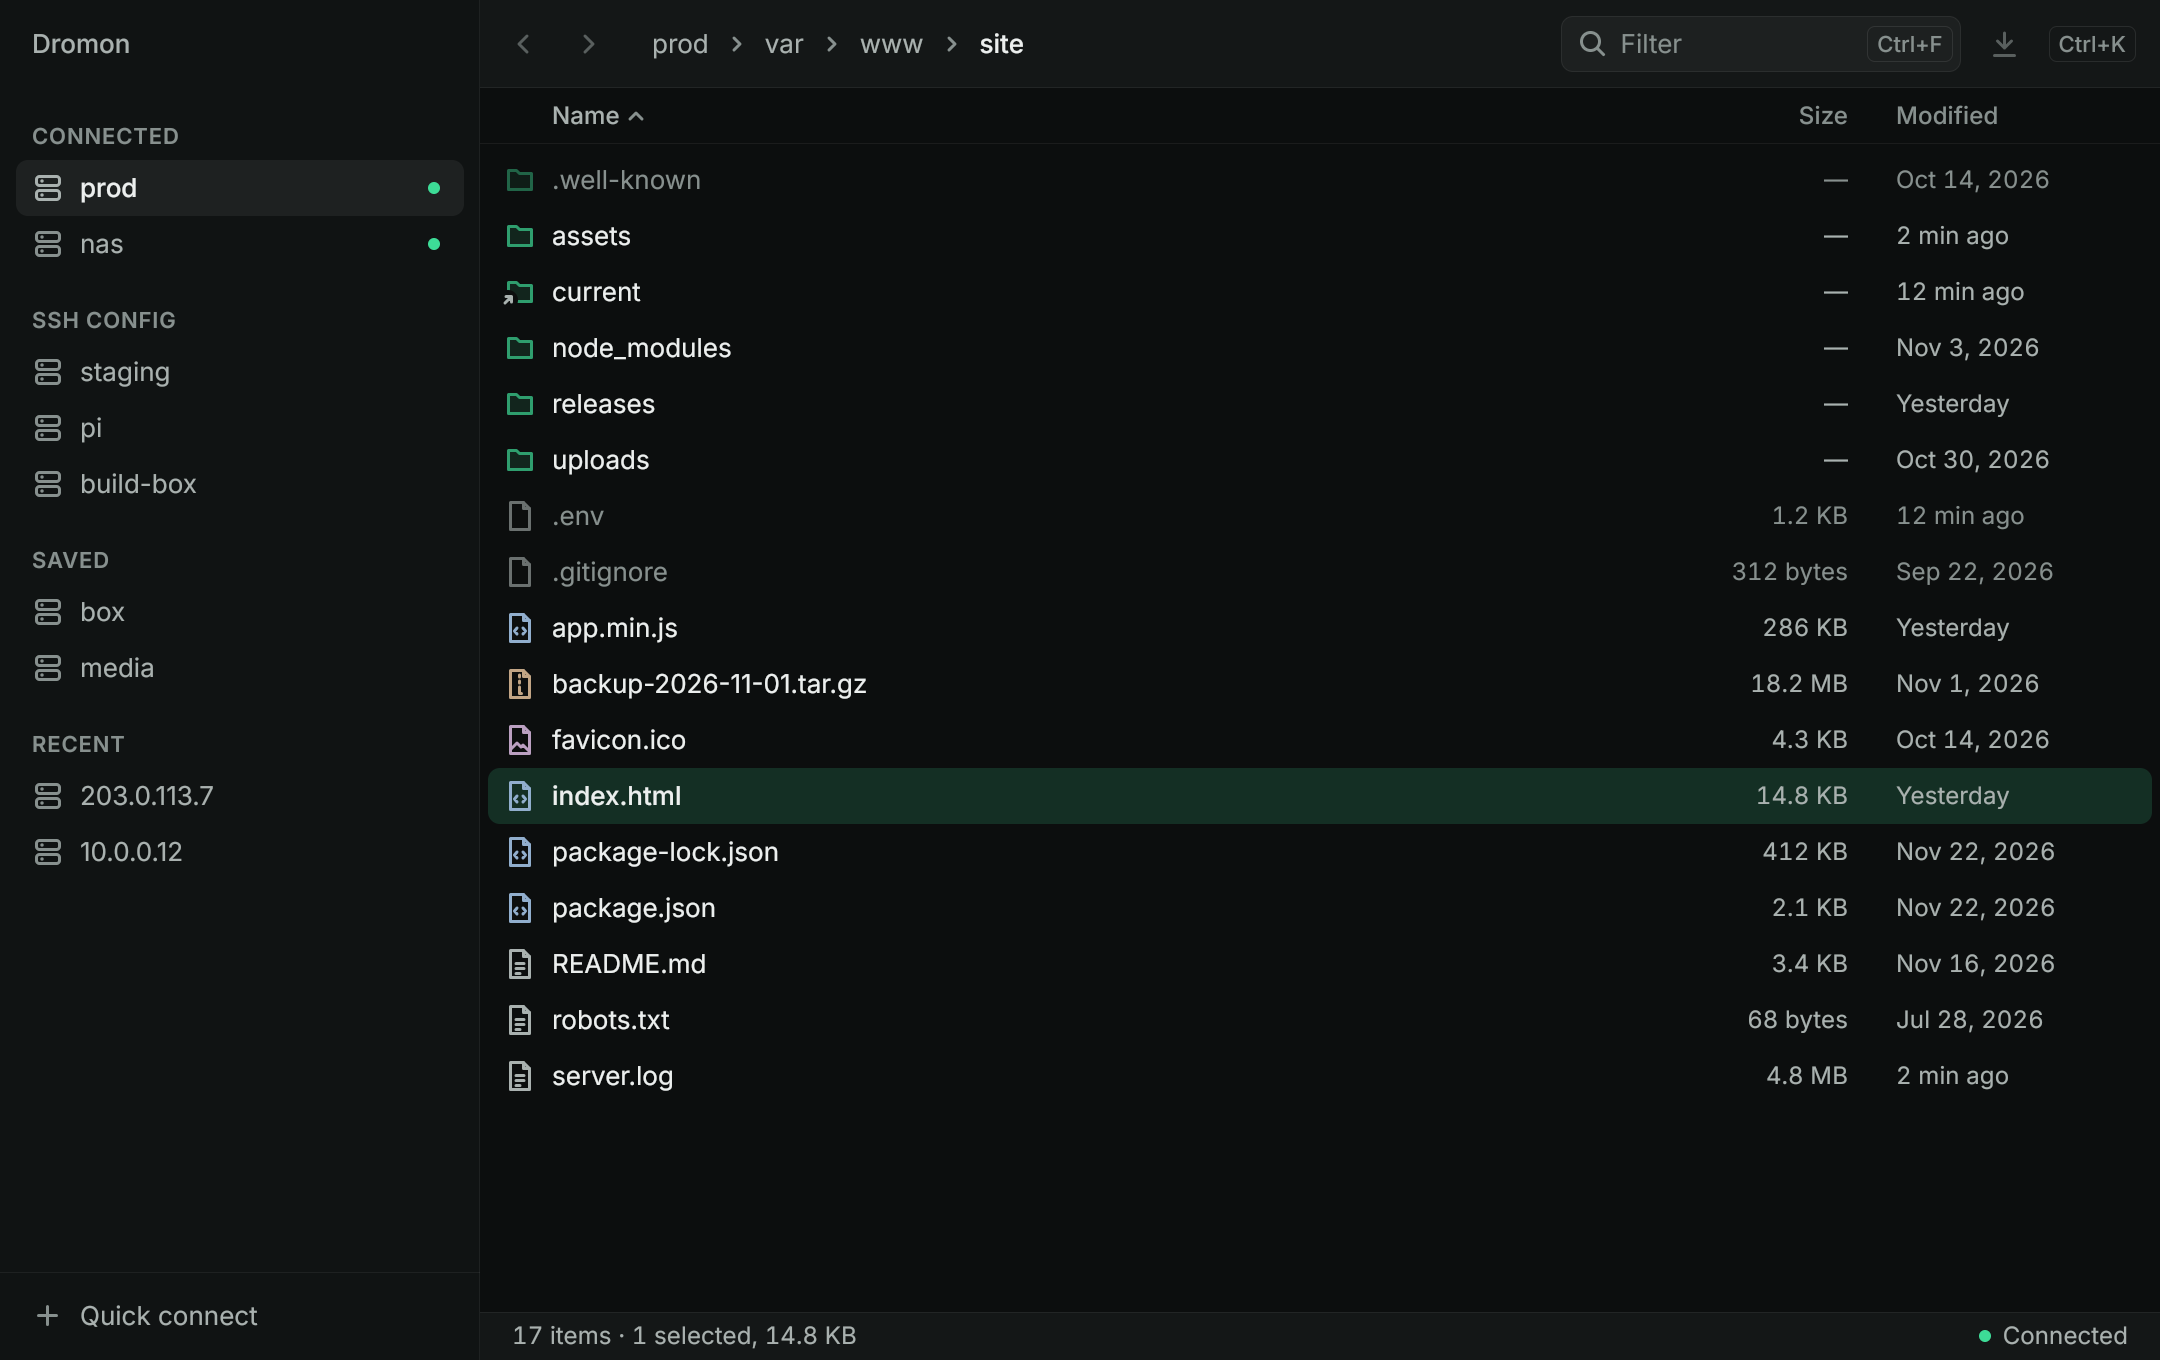 Dromon
CONNECTED
prod
nas
SSH CONFIG
staging
pi
build-box
SAVED
box
media
RECENT
203.0.113.7
10.0.0.12
Quick connect
prod > var > www > site
Filter Ctrl+F Ctrl+K
Name Size Modified
.well-known — Oct 14, 2026
assets — 2 min ago
current — 12 min ago
node_modules — Nov 3, 2026
releases — Yesterday
uploads — Oct 30, 2026
.env 1.2 KB 12 min ago
.gitignore 312 bytes Sep 22, 2026
app.min.js 286 KB Yesterday
backup-2026-11-01.tar.gz 18.2 MB Nov 1, 2026
favicon.ico 4.3 KB Oct 14, 2026
index.html 14.8 KB Yesterday
package-lock.json 412 KB Nov 22, 2026
package.json 2.1 KB Nov 22, 2026
README.md 3.4 KB Nov 16, 2026
robots.txt 68 bytes Jul 28, 2026
server.log 4.8 MB 2 min ago
17 items · 1 selected, 14.8 KB Connected